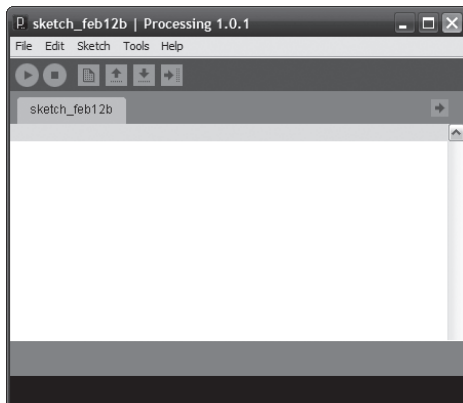 sketch_feb12b | Processing 1.0.1
File Edit Sketch Tools Help
sketch_feb12b